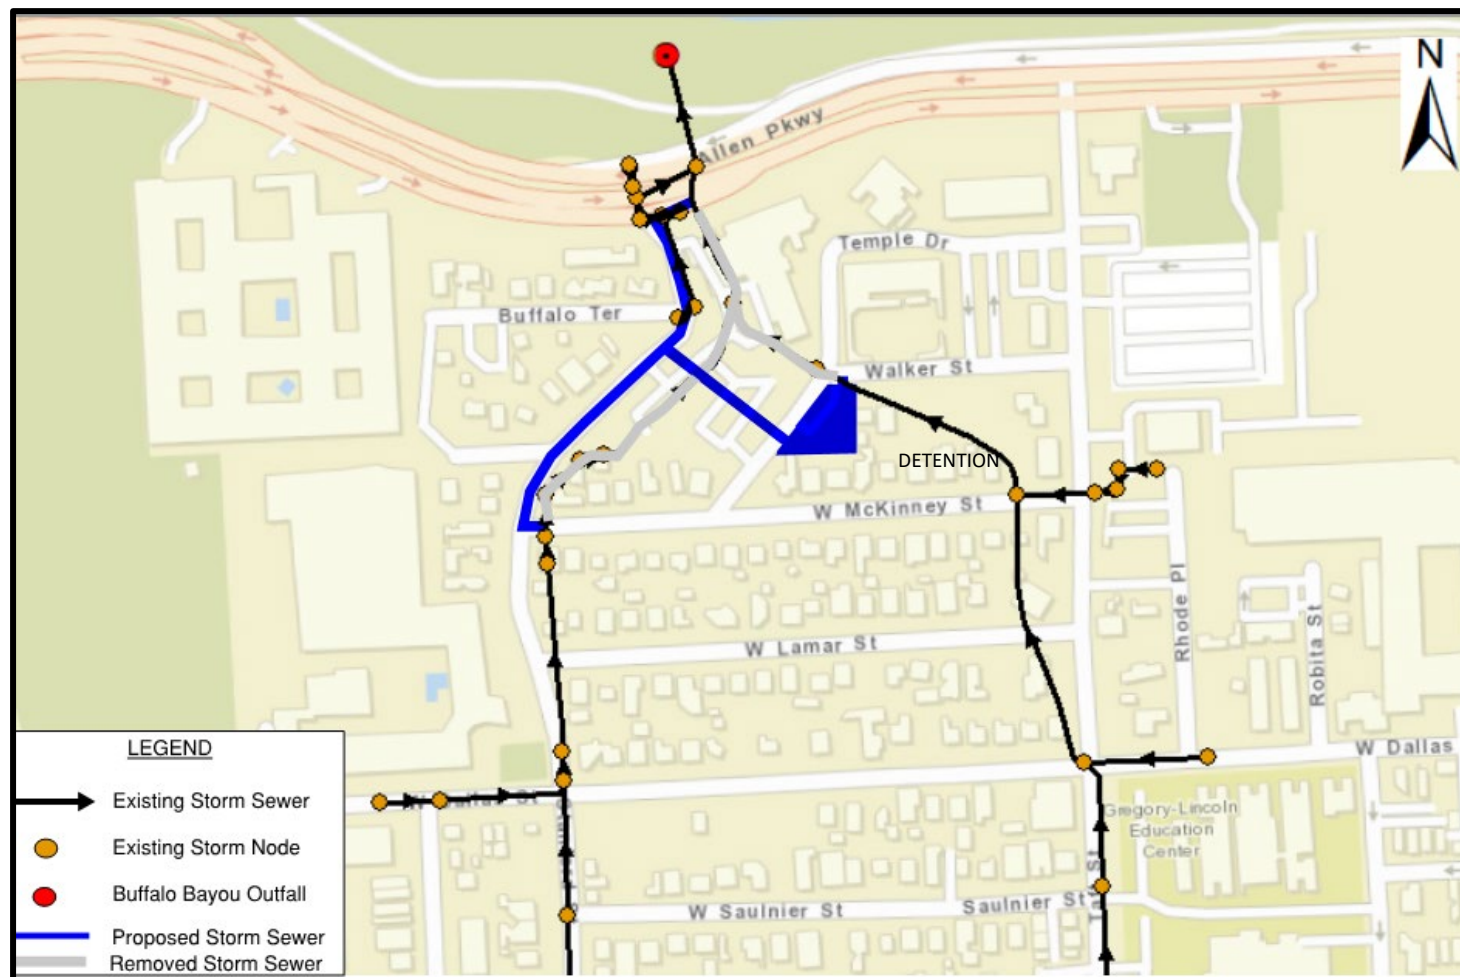 N
Allen Pkwy
Temple Dr
Buffalo Ter
Walker St
DETENTION
W McKinney St
Rhode Pl
W Lamar St
Robita St
W Dallas
LEGEND
Existing Storm Sewer
Existing Storm Node
Buffalo Bayou Outfall
Proposed Storm Sewer
Removed Storm Sewer
Gregory-Lincoln
Education
Center
W Saulnier St
Saulnier St